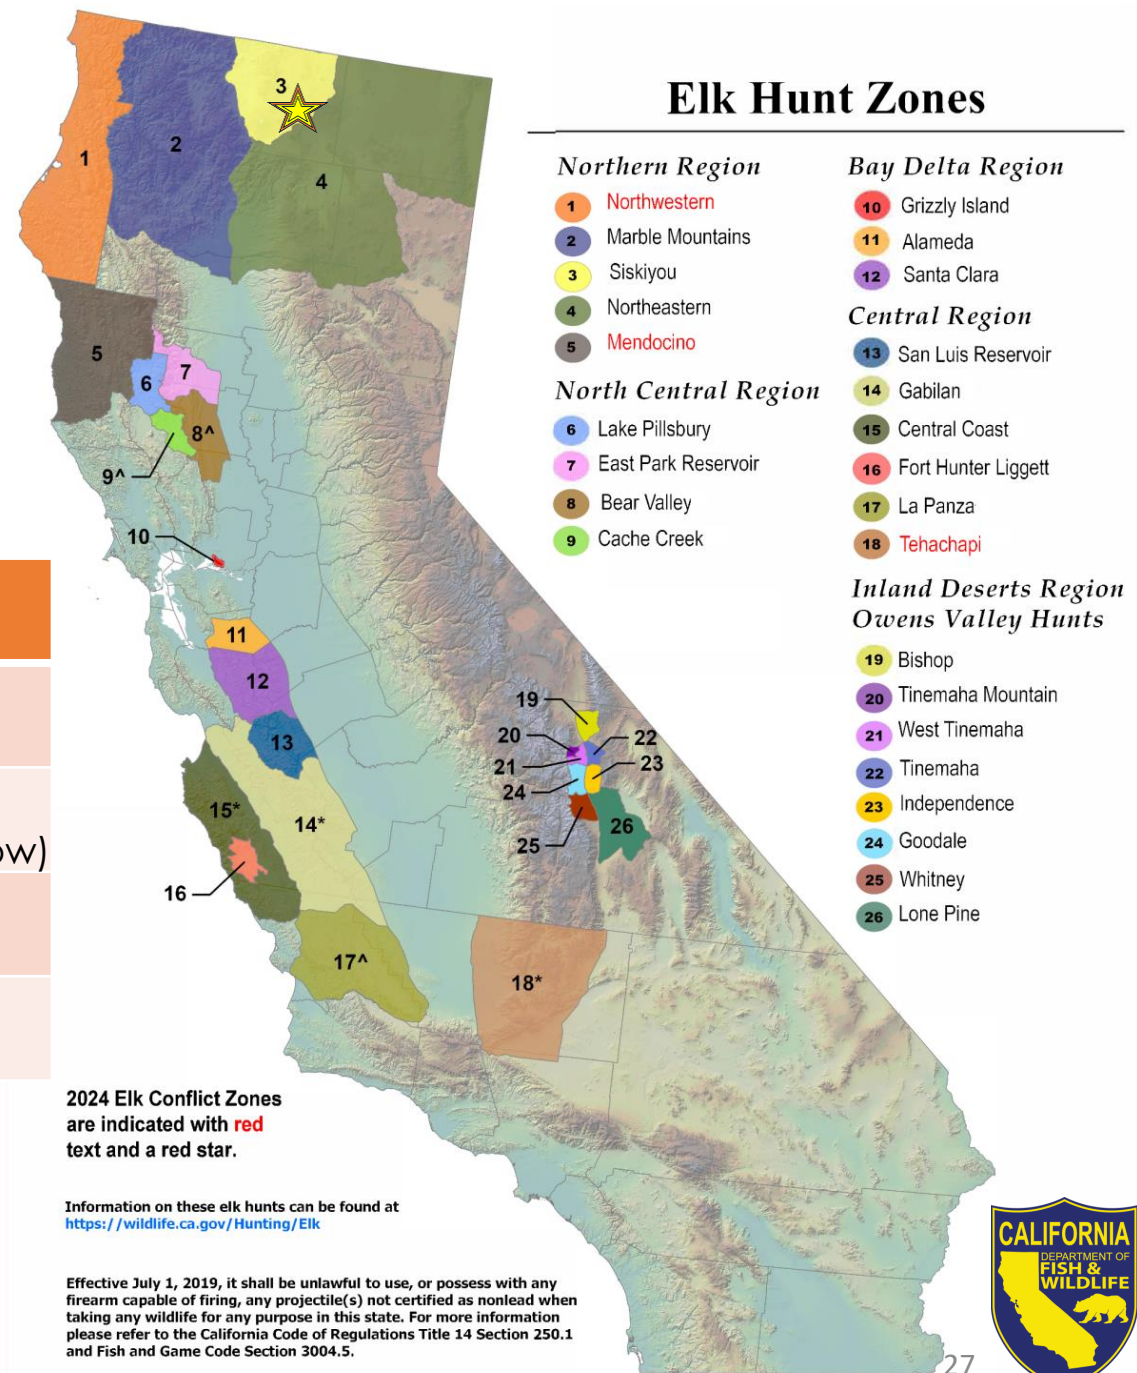 Elk Hunt Zones
Northern Region
1 Northwestern
2 Marble Mountains
3 Siskiyou
4 Northeastern
5 Mendocino
North Central Region
6 Lake Pillsbury
7 East Park Reservoir
8 Bear Valley
9 Cache Creek
Bay Delta Region
10 Grizzly Island
11 Alameda
12 Santa Clara
Central Region
13 San Luis Reservoir
14 Gabilan
15 Central Coast
16 Fort Hunter Liggett
17 La Panza
18 Tehachapi
Inland Deserts Region
Owens Valley Hunts
19 Bishop
20 Tinemaha Mountain
21 West Tinemaha
22 Tinemaha
23 Independence
24 Goodale
25 Whitney
26 Lone Pine
1
2
3
4
5
6
7
8^
9^
10
11
12
13
14*
15*
16
17^
18*
19
20
21
22
23
24
25
26
ow)
2024 Elk Conflict Zones
are indicated with red
text and a red star.
Information on these elk hunts can be found at
https://wildlife.ca.gov/Hunting/Elk
Effective July 1, 2019, it shall be unlawful to use, or possess with any
firearm capable of firing, any projectile(s) not certified as nonlead when
taking any wildlife for any purpose in this state. For more information
please refer to the California Code of Regulations Title 14 Section 250.1
and Fish and Game Code Section 3004.5.
CALIFORNIA
DEPARTMENT OF
FISH &
WILDLIFE
27